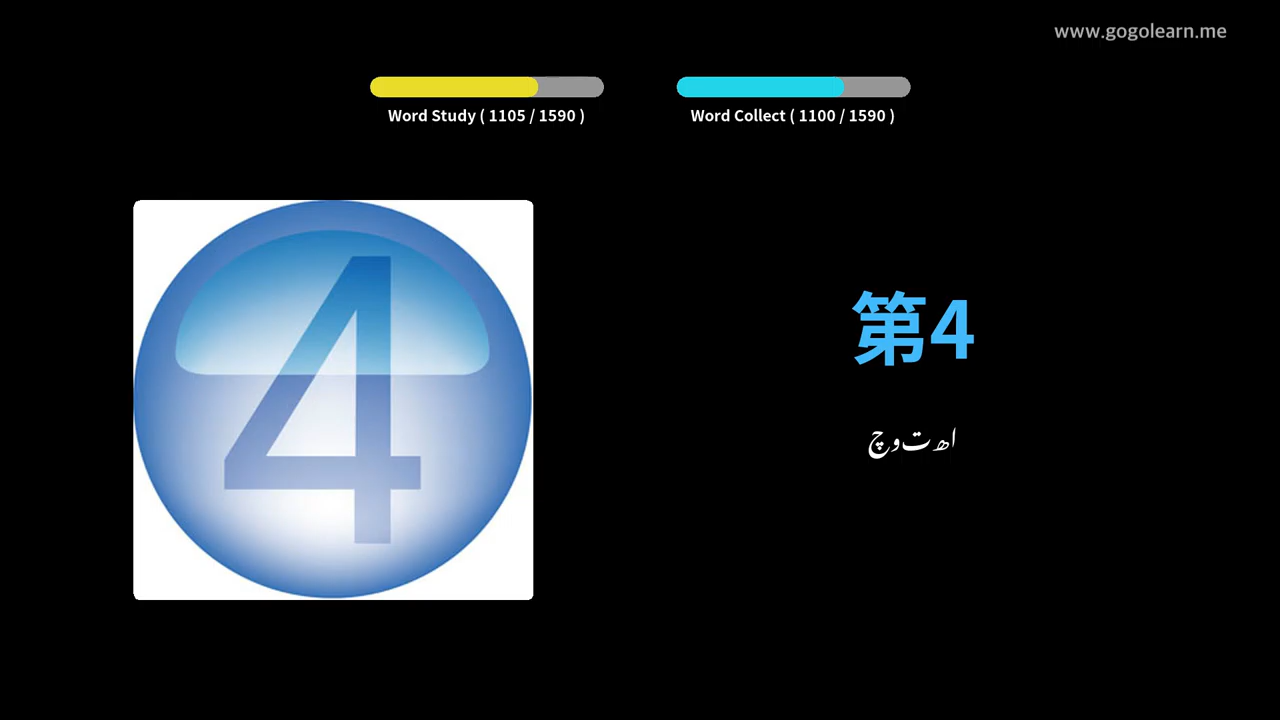 www.gogolearn.me
Word Study ( 1105 / 1590 )
Word Collect ( 1100 / 1590 )
4
第4
چوتھا